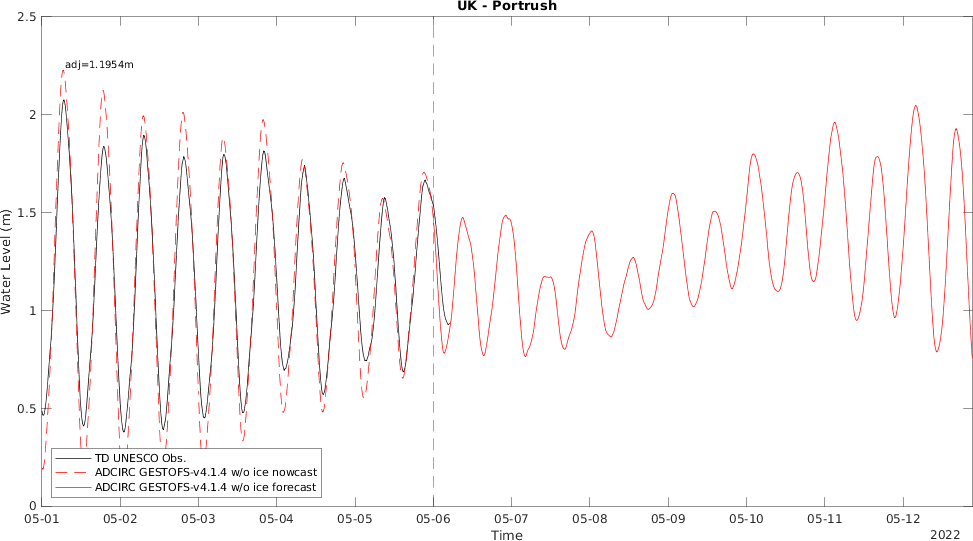 UK - Portrush
2.5
adj=1.1954m
2
1.5
Water Level (m)
1
0.5
TD UNESCO Obs.
ADCIRC GESTOFS-v4.1.4 w/o ice nowcast
ADCIRC GESTOFS-v4.1.4 w/o ice forecast
0
05-01 05-02 05-03 05-04 05-05 05-06 05-07 05-08 05-09 05-10 05-11 05-12
Time
2022